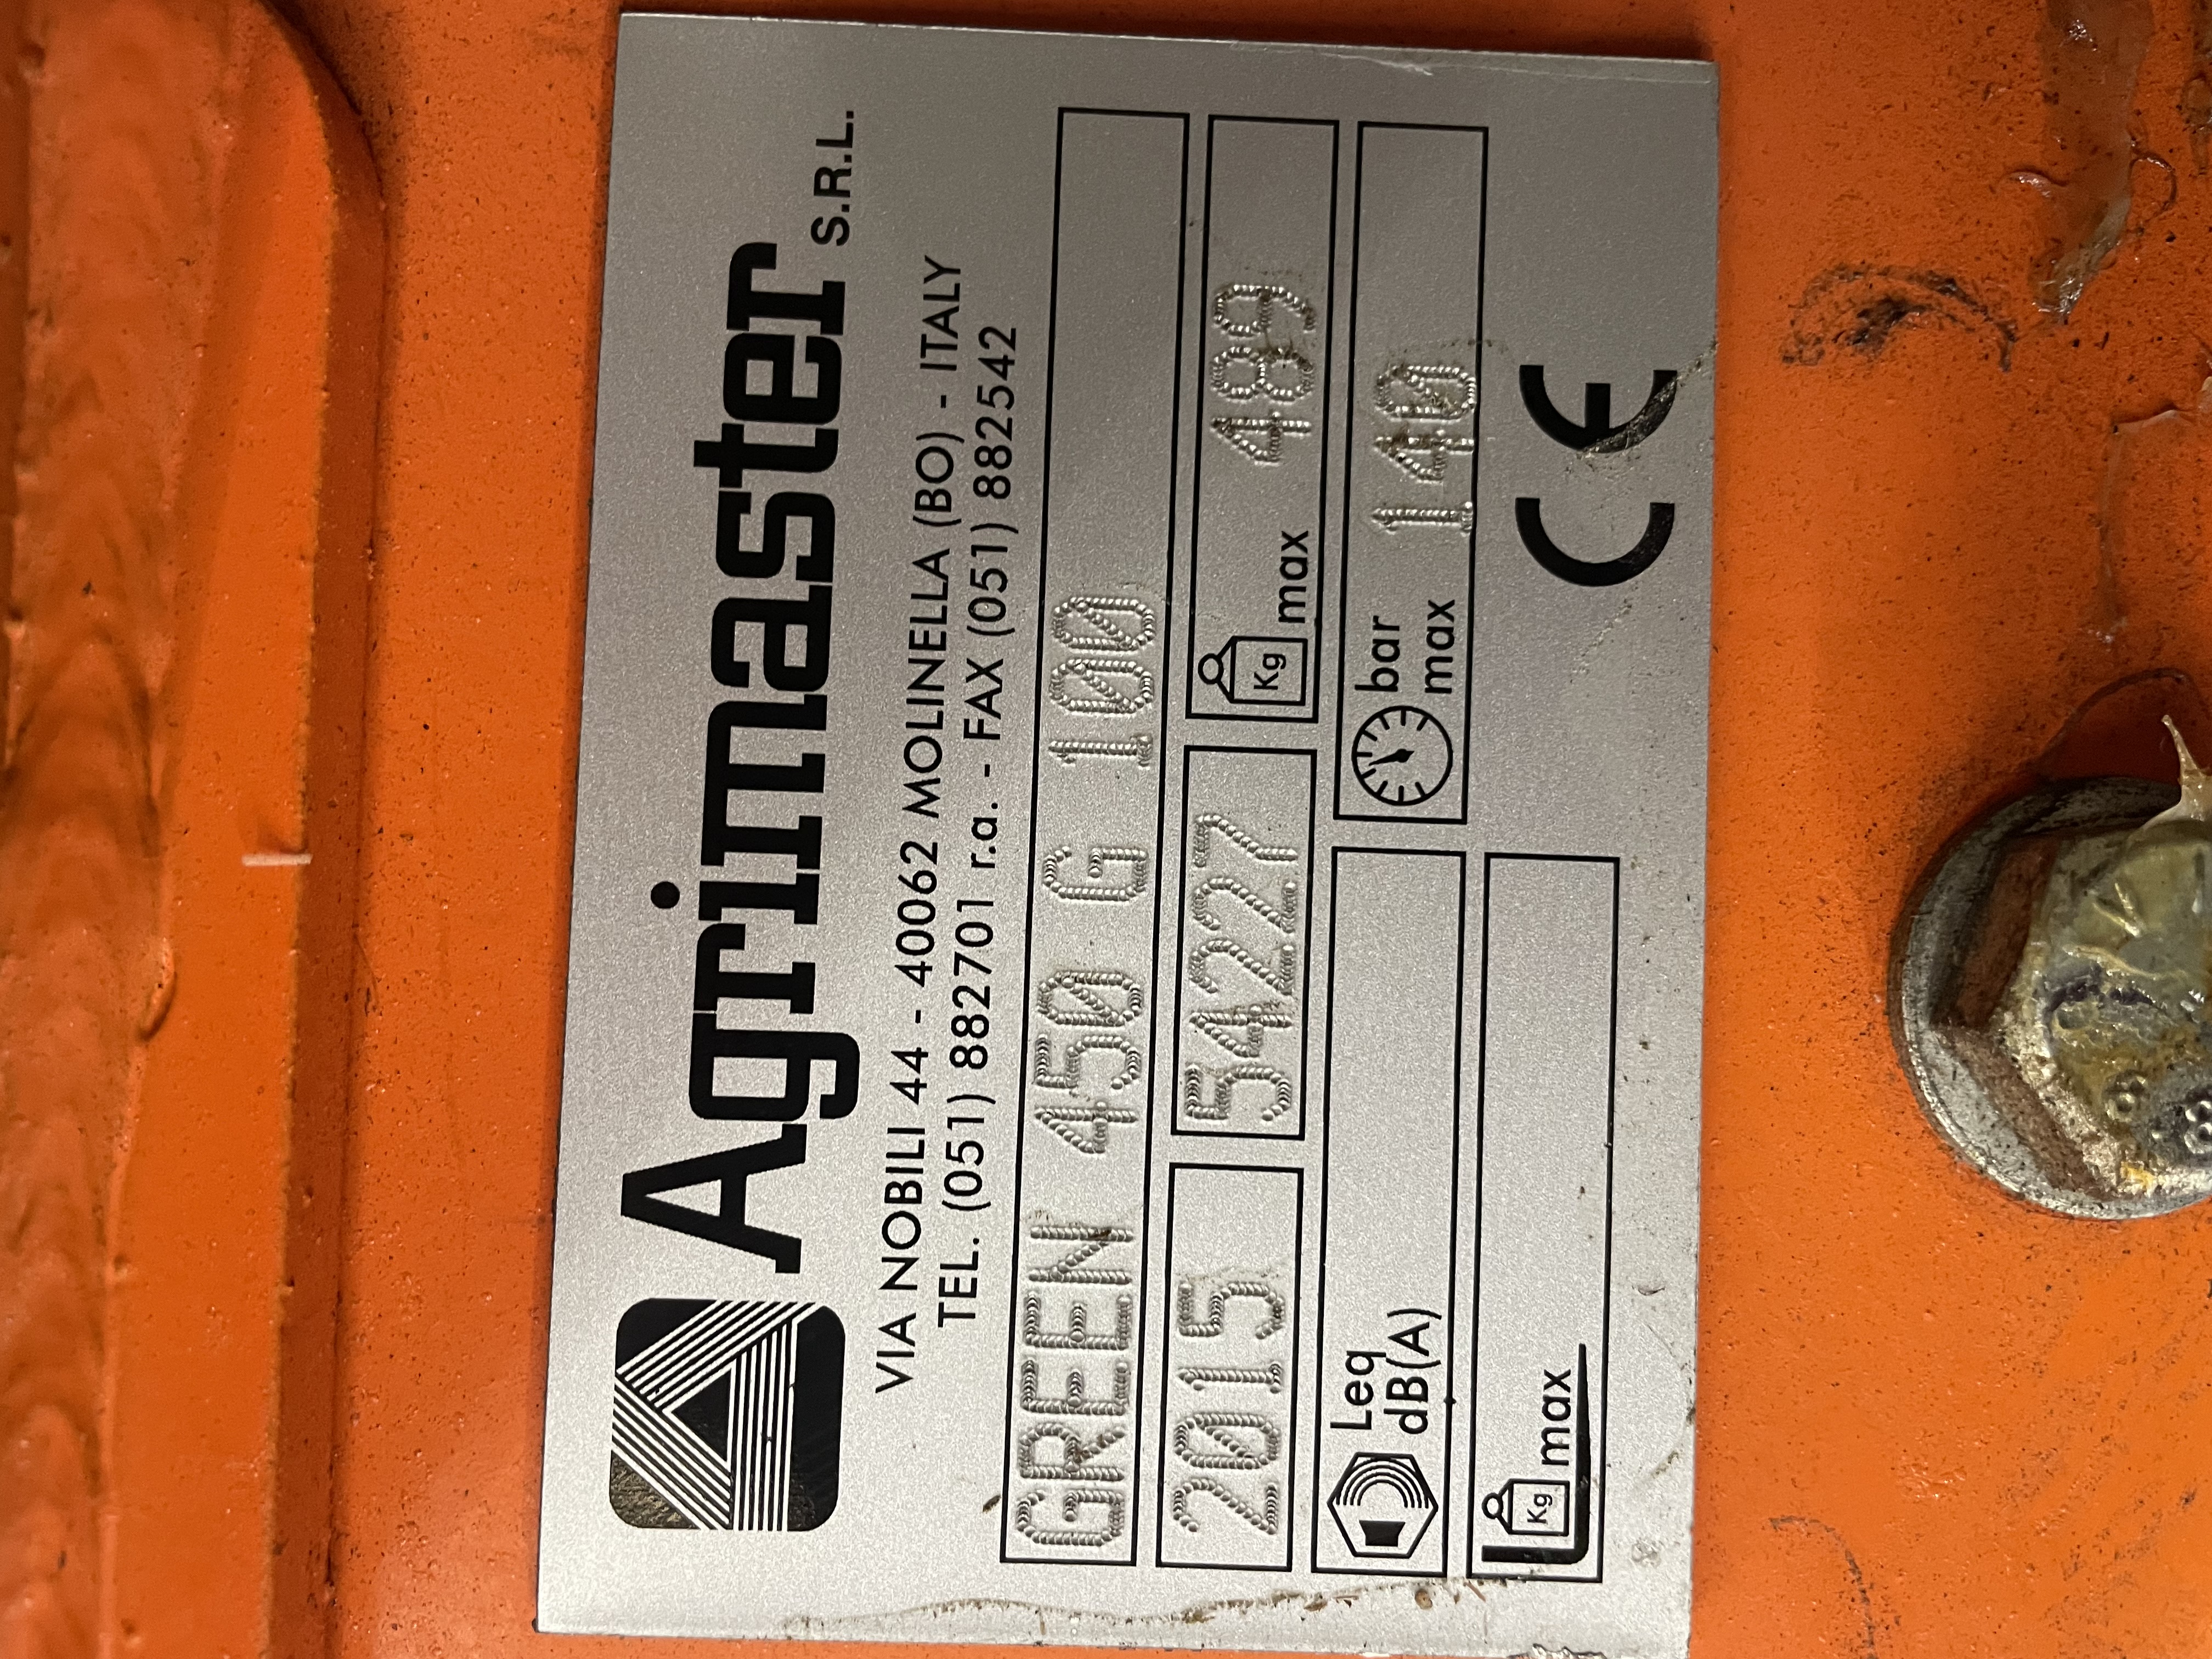 Agrimaster S.R.L.
VIA NOBILI 44 - 40062 MOLINELLA (BO) - ITALY
TEL. (051) 882701 r.a. - FAX (051) 882542
GREEN 450 G 100
2015 54227 Kg max 489
Leq dB(A) bar max 140
Kg max CE